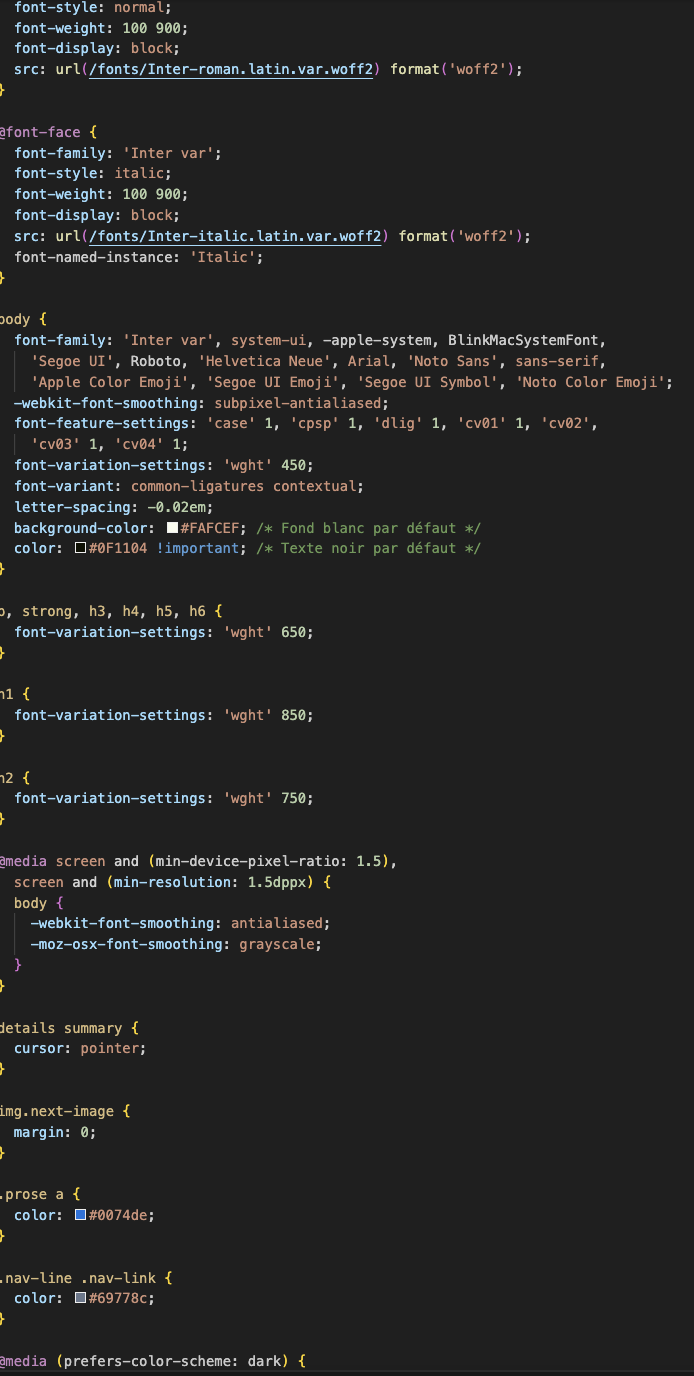 font-style: normal;
font-weight: 100 900;
font-display: block;
src: url(/fonts/Inter-roman.latin.var.woff2) format('woff2');
}
@font-face {
font-family: 'Inter var';
font-style: italic;
font-weight: 100 900;
font-display: block;
src: url(/fonts/Inter-italic.latin.var.woff2) format('woff2');
font-named-instance: 'Italic';
}
body {
font-family: 'Inter var', system-ui, -apple-system, BlinkMacSystemFont,
'Segoe UI', Roboto, 'Helvetica Neue', Arial, 'Noto Sans', sans-serif,
'Apple Color Emoji', 'Segoe UI Emoji', 'Segoe UI Symbol', 'Noto Color Emoji';
-webkit-font-smoothing: subpixel-antialiased;
font-feature-settings: 'case' 1, 'cpsp' 1, 'dlig' 1, 'cv01' 1, 'cv02',
'cv03' 1, 'cv04' 1;
font-variation-settings: 'wght' 450;
font-variant: common-ligatures contextual;
letter-spacing: -0.02em;
background-color: #FAFCEF; /* Fond blanc par défaut */
color: #0F1104 !important; /* Texte noir par défaut */
}
b, strong, h3, h4, h5, h6 {
font-variation-settings: 'wght' 650;
}
h1 {
font-variation-settings: 'wght' 850;
}
h2 {
font-variation-settings: 'wght' 750;
}
@media screen and (min-device-pixel-ratio: 1.5),
screen and (min-resolution: 1.5dppx) {
body {
-webkit-font-smoothing: antialiased;
-moz-osx-font-smoothing: grayscale;
}
}
details summary {
cursor: pointer;
}
img.next-image {
margin: 0;
}
.prose a {
color: #0074de;
}
.nav-line .nav-link {
color: #69778c;
}
@media (prefers-color-scheme: dark) {